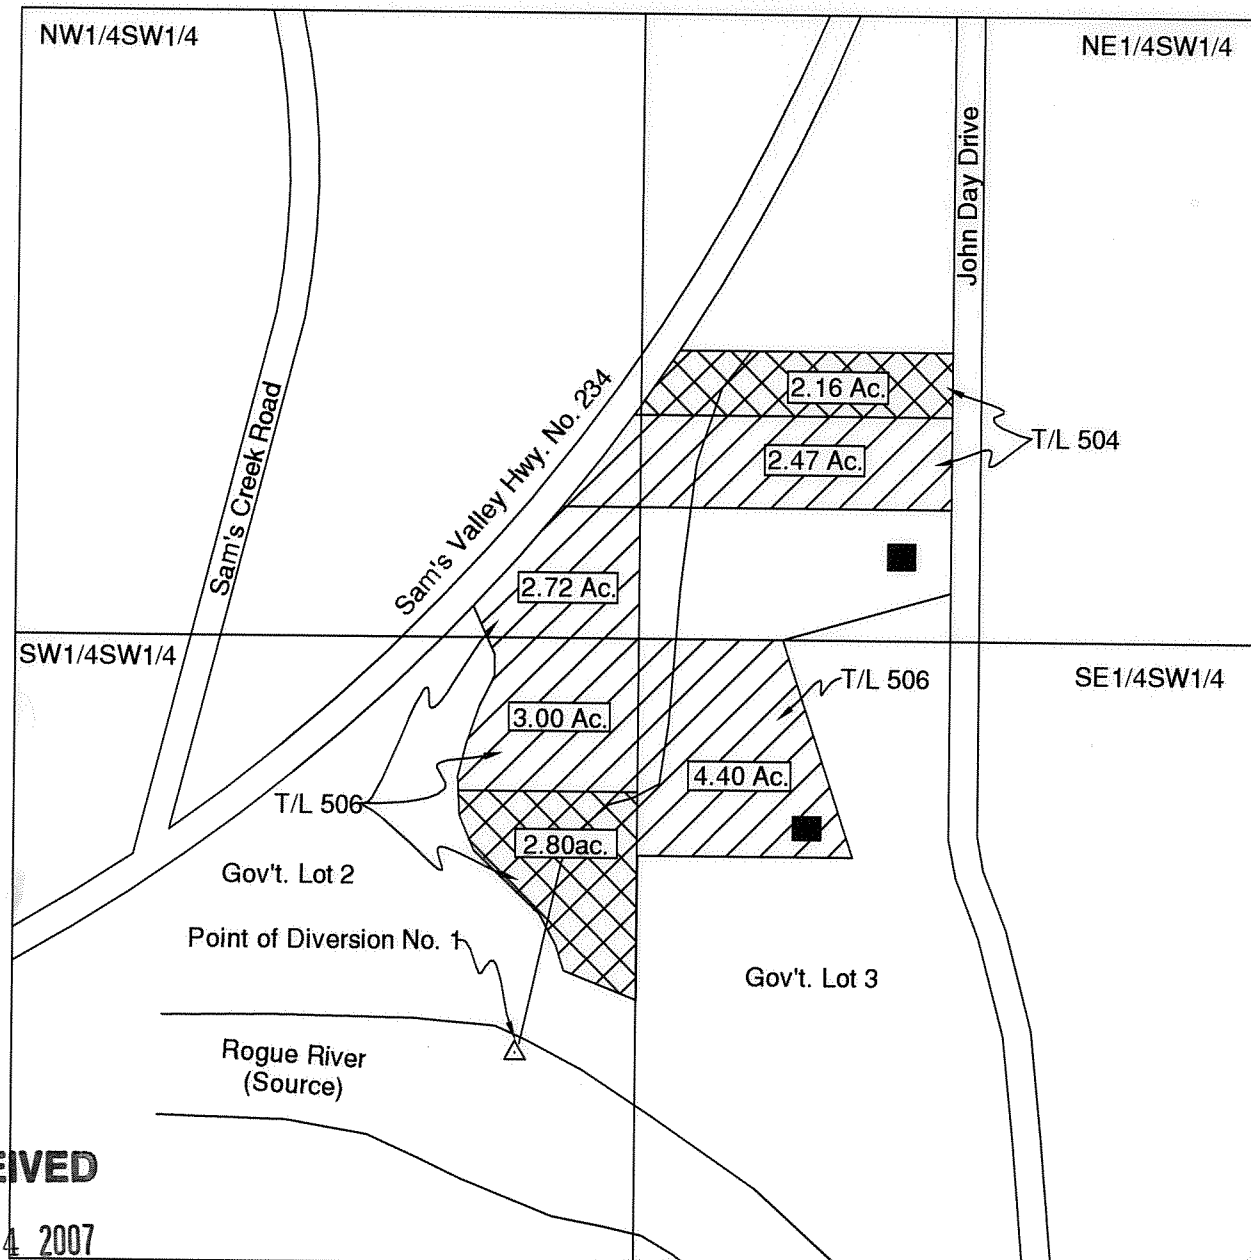 NW1/4SW1/4
NE1/4SW1/4
John Day Drive
Sam's Creek Road
Sam's Valley Hwy. No. 234
2.16 Ac.
T/L 504
2.47 Ac.
2.72 Ac.
SW1/4SW1/4
T/L 506
SE1/4SW1/4
3.00 Ac.
4.40 Ac.
T/L 506
2.80ac.
Gov't. Lot 2
Point of Diversion No. 1
Gov't. Lot 3
Rogue River
(Source)
EIVED
4 2007